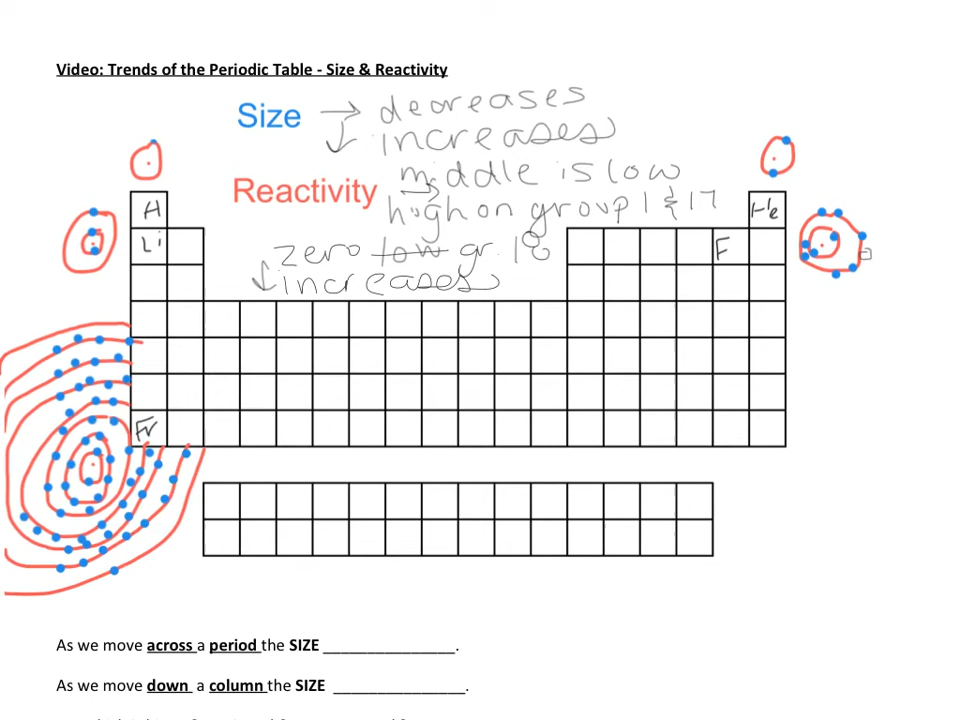 Video: Trends of the Periodic Table - Size & Reactivity
Size → decreases
↓ increases
Reactivity → middle is low
high on group 1 & 17
zero low gr. 18
↓ increases
H He
Li F
Fr
As we move across a period the SIZE _______________.
As we move down a column the SIZE _______________.